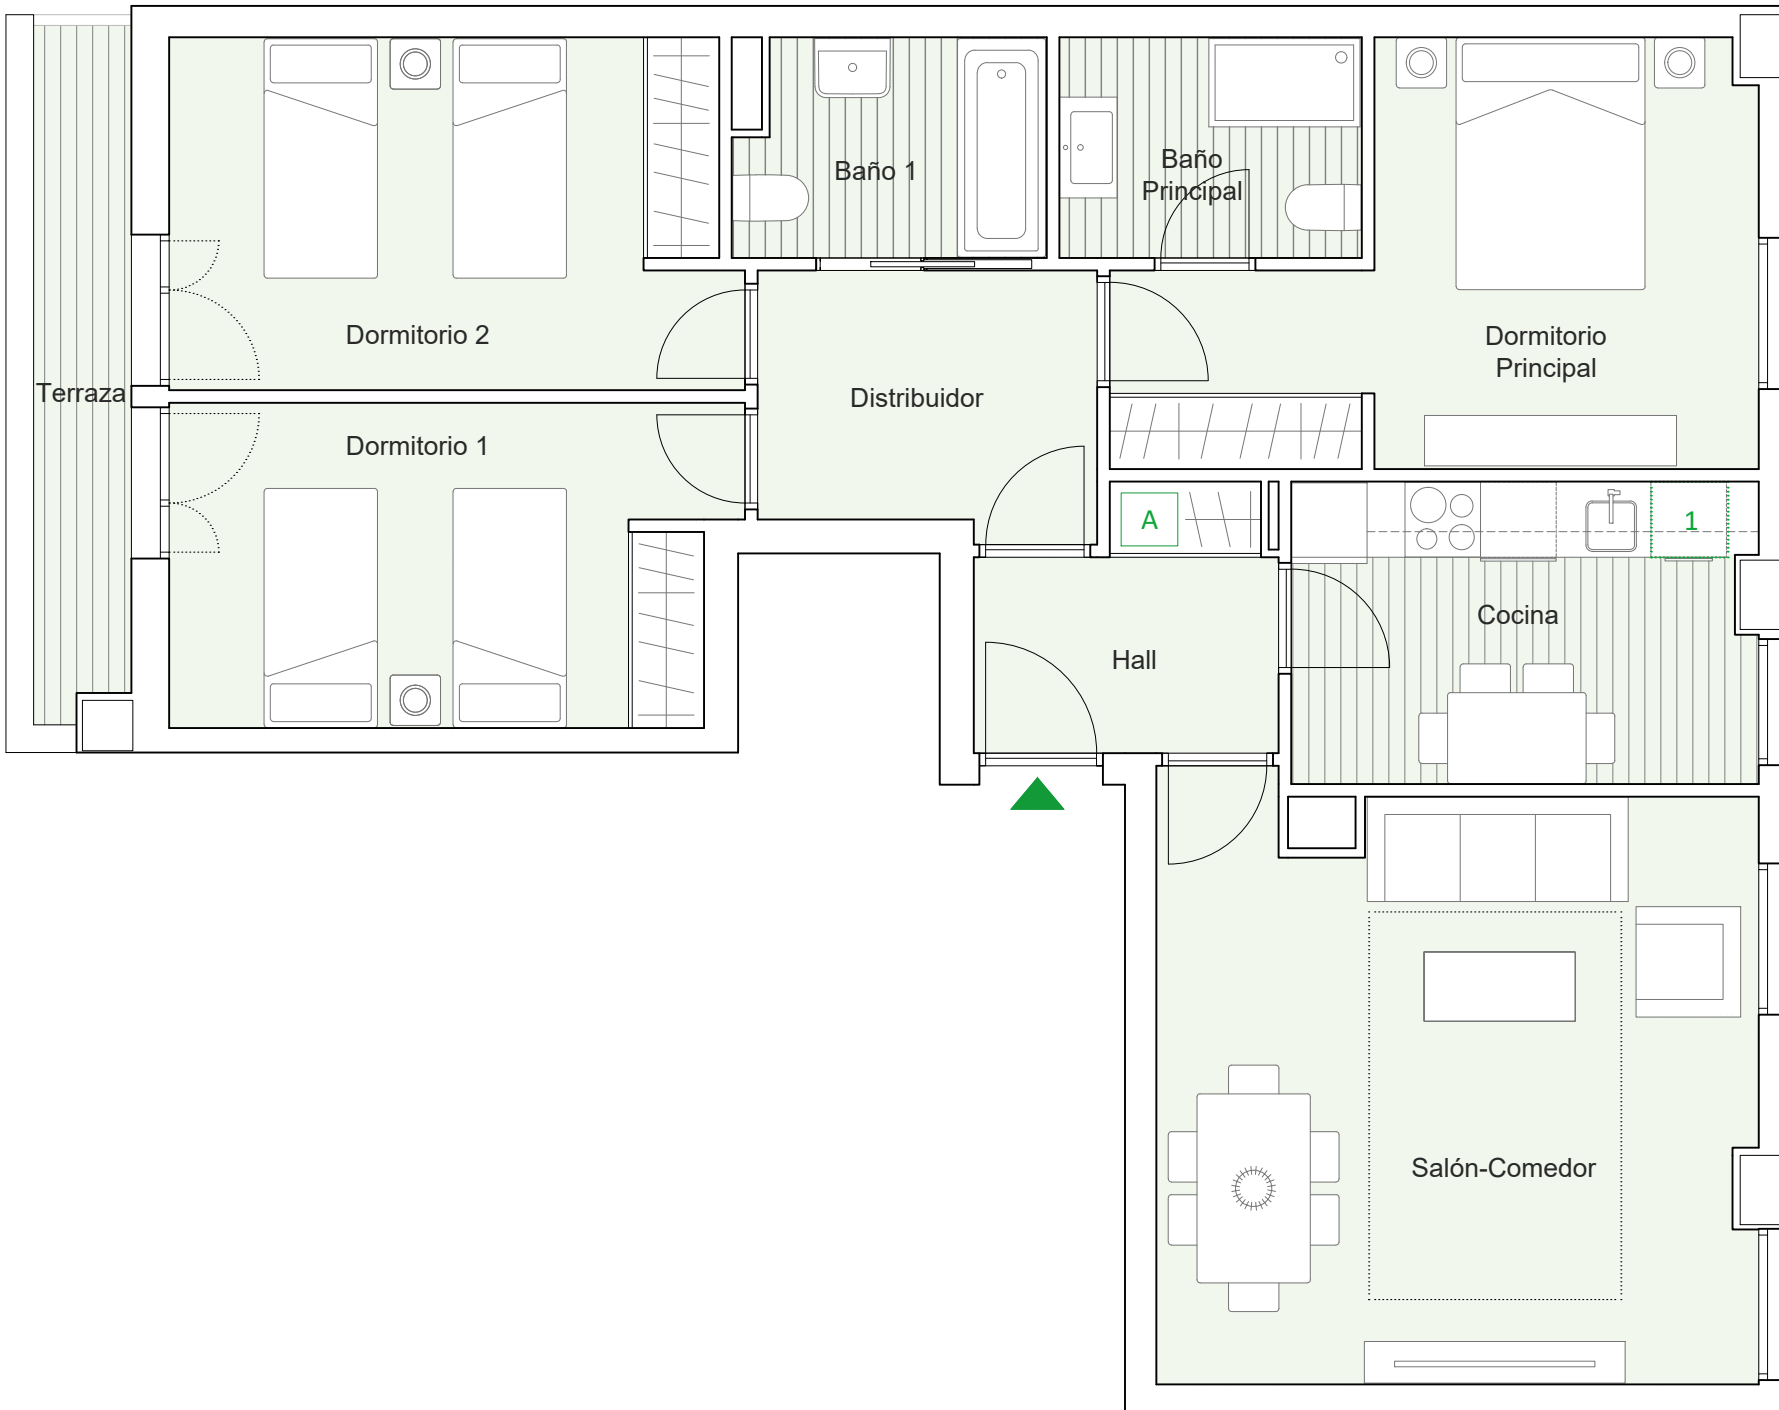 Baño 1
Baño
Principal
Dormitorio 2
Dormitorio
Principal
Terraza
Distribuidor
Dormitorio 1
A
1
Cocina
Hall
Salón-Comedor